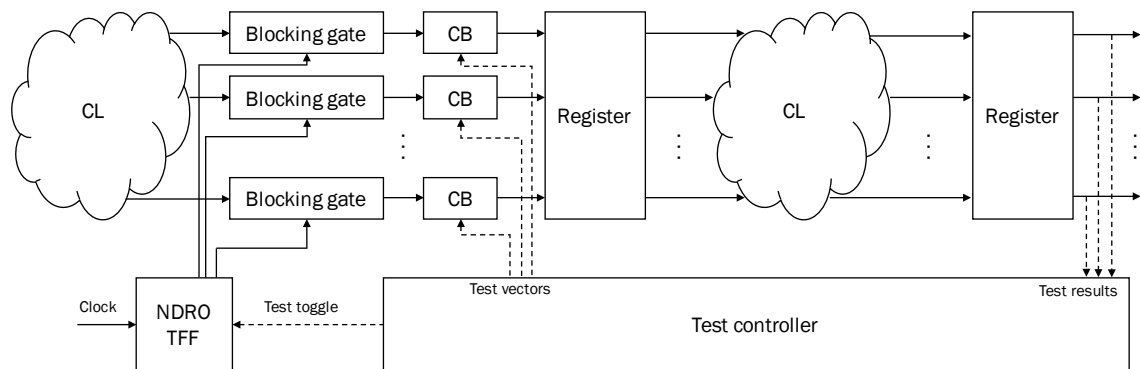 Blocking gate
CB
Blocking gate
CB
CL
Register
CL
Register
Blocking gate
CB
Clock
NDRO
TFF
Test toggle
Test vectors
Test controller
Test results